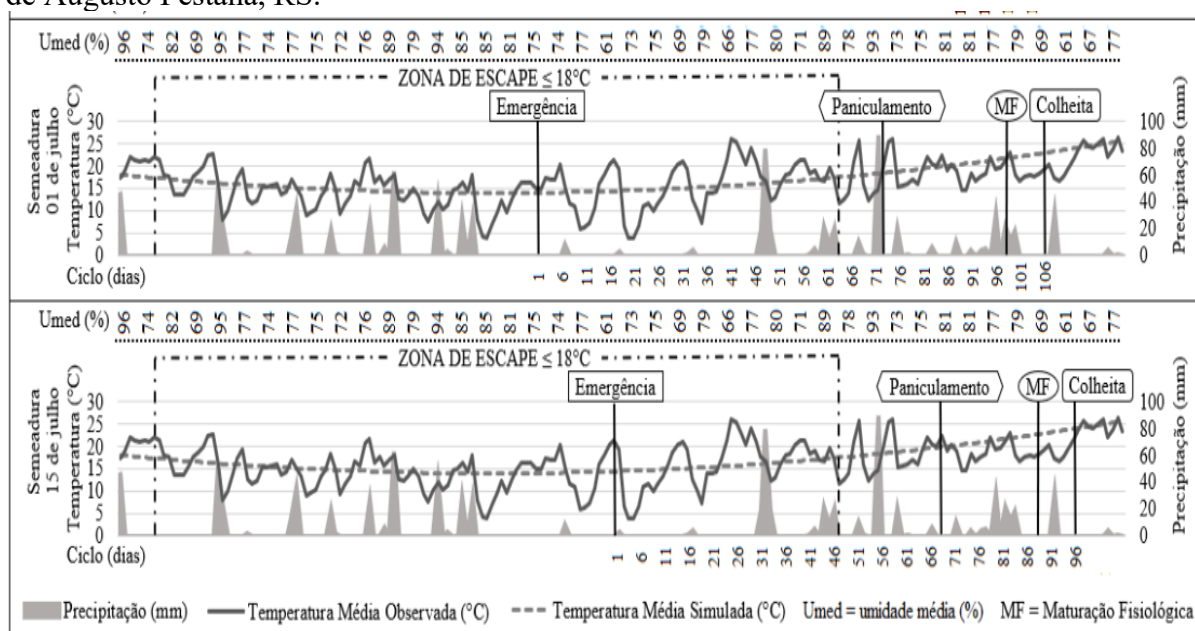 de Augusto Pestana, RS.
Umed (%) 96 74 82 69 95 77 74 77 75 72 76 89 77 94 85 85 81 75 74 77 61 73 75 69 79 66 77 80 71 89 78 93 73 75 81 81 77 79 69 61 67 77
ZONA DE ESCAPE ≤ 18°C
Emergência
Paniculamento
MF
Colheita
Semeadura
01 de julho
Temperatura (°C)
30
25
20
15
10
5
0
100
80
60
40
20
0
Precipitação (mm)
Ciclo (dias) 1 6 11 16 21 26 31 36 41 46 51 56 61 66 71 76 81 86 91 96 101 106
Umed (%) 96 74 82 69 95 77 74 77 75 72 76 89 77 94 85 85 81 75 74 77 61 73 75 69 79 66 77 80 71 89 78 93 73 75 81 81 77 79 69 61 67 77
ZONA DE ESCAPE ≤ 18°C
Emergência
Paniculamento
MF
Colheita
Semeadura
15 de julho
Temperatura (°C)
30
25
20
15
10
5
0
100
80
60
40
20
0
Precipitação (mm)
Ciclo (dias) 1 6 11 16 21 26 31 36 41 46 51 56 61 66 71 76 81 86 91 96
Precipitação (mm) Temperatura Média Observada (°C) Temperatura Média Simulada (°C) Umed = umidade média (%) MF = Maturação Fisiológica